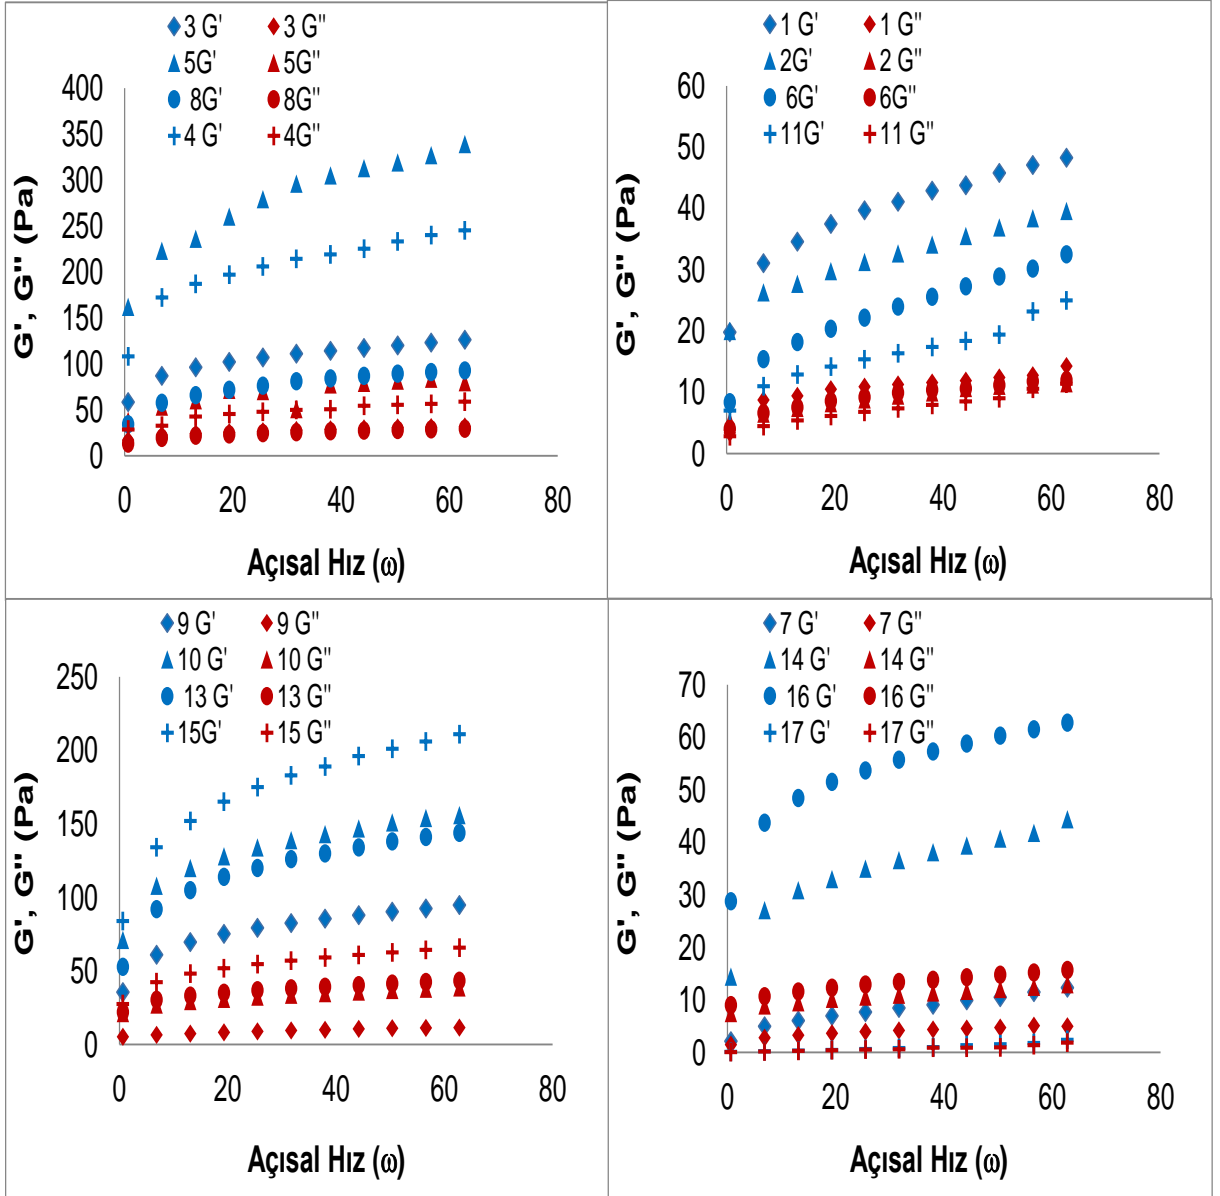 3 G' 3 G"
5G' 5G"
8G' 8G"
4 G' 4G"
400
350
300
250
200
150
100
50
0
G', G" (Pa)
0 20 40 60 80
Açısal Hız (ω)
1 G' 1 G"
2G' 2 G"
6G' 6G"
11G' 11 G"
60
50
40
30
20
10
0
G', G" (Pa)
0 20 40 60 80
Açısal Hız (ω)
9 G' 9 G"
10 G' 10 G"
13 G' 13 G"
15G' 15 G"
250
200
150
100
50
0
G', G" (Pa)
0 20 40 60 80
Açısal Hız (ω)
7 G' 7 G"
14 G' 14 G"
16 G' 16 G"
17 G' 17 G"
70
60
50
40
30
20
10
0
G', G" (Pa)
0 20 40 60 80
Açısal Hız (ω)